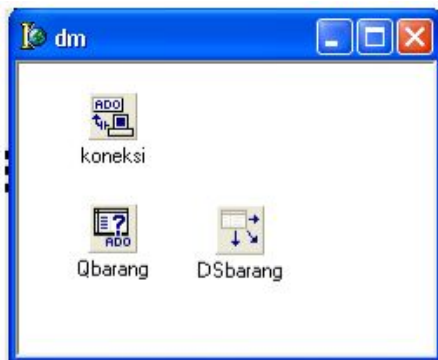 dm
ADO
koneksi
?
ADO
Qbarang
DSbarang